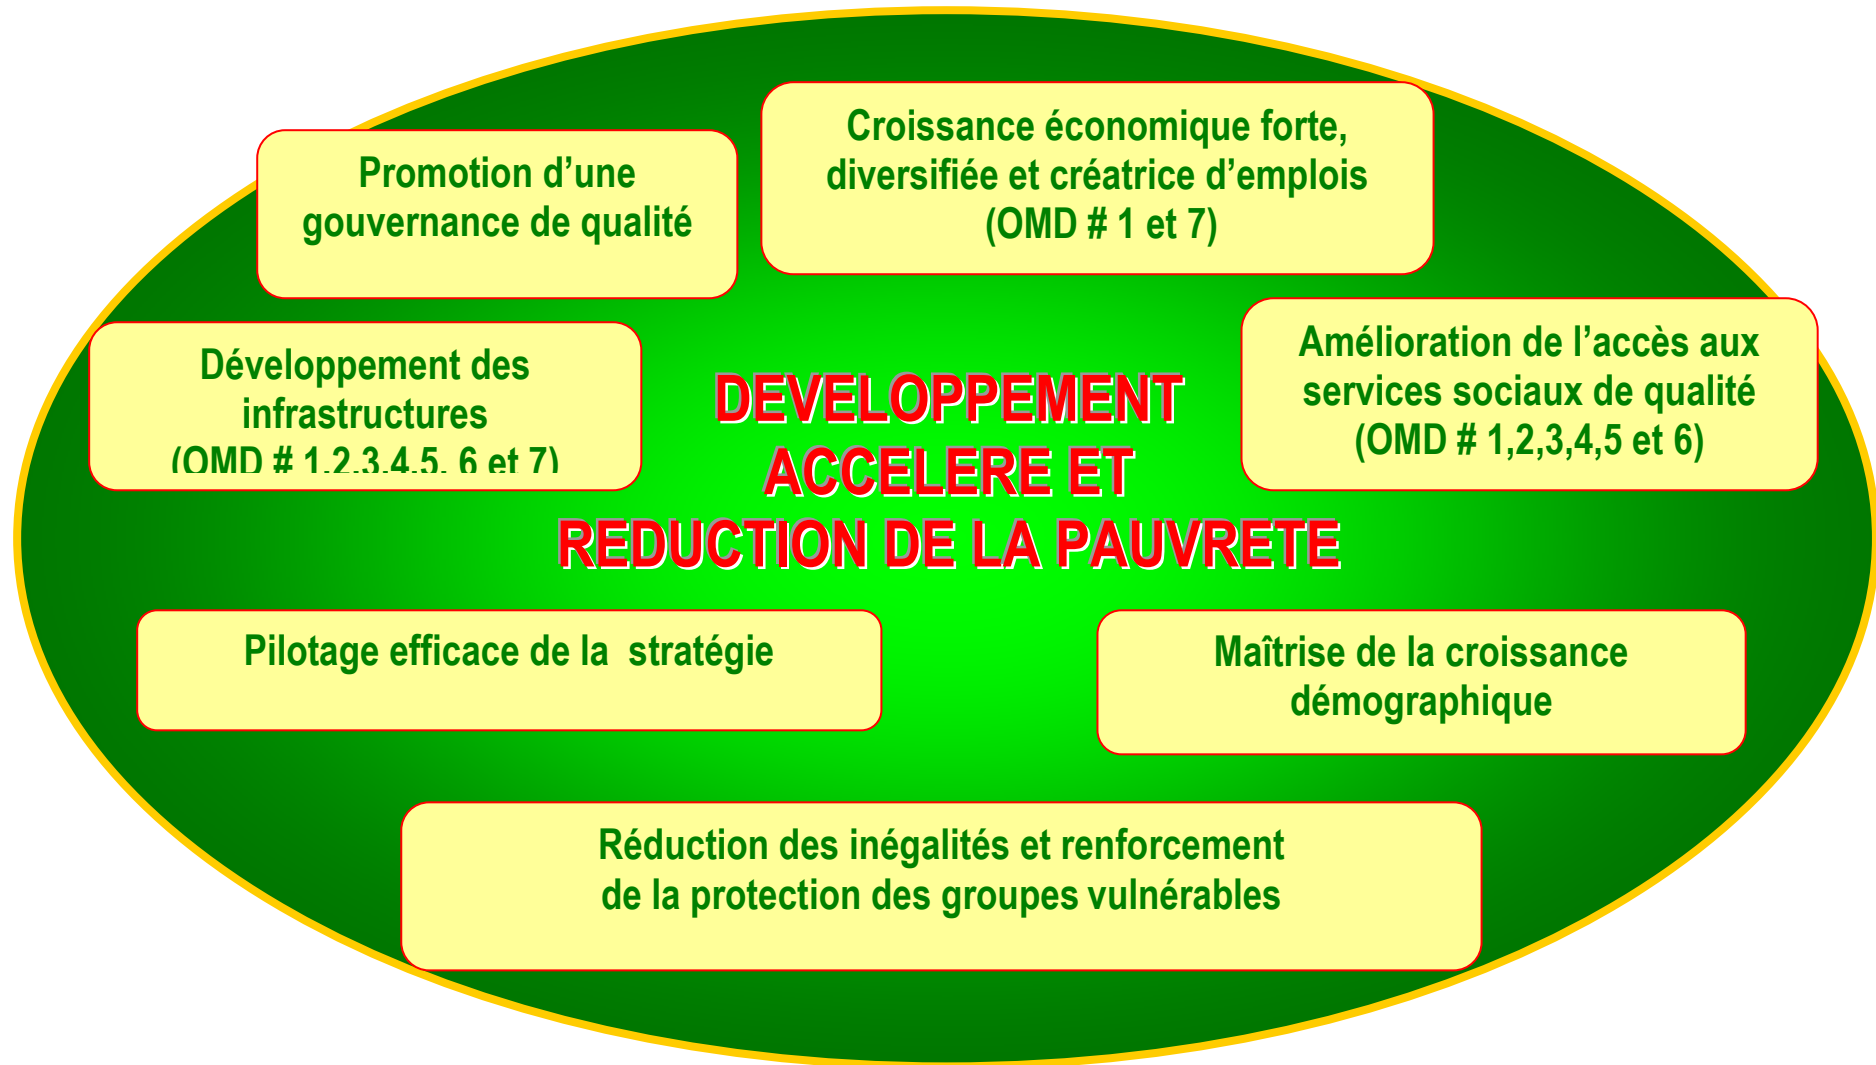 Croissance économique forte,
diversifiée et créatrice d’emplois
(OMD # 1 et 7)
Promotion d’une
gouvernance de qualité
Amélioration de l’accès aux
services sociaux de qualité
(OMD # 1,2,3,4,5 et 6)
Développement des
infrastructures
(OMD # 1,2,3,4,5, 6 et 7)
DEVELOPPEMENT
ACCELERE ET
REDUCTION DE LA PAUVRETE
Pilotage efficace de la  stratégie
Maîtrise de la croissance
démographique
Réduction des inégalités et renforcement
de la protection des groupes vulnérables